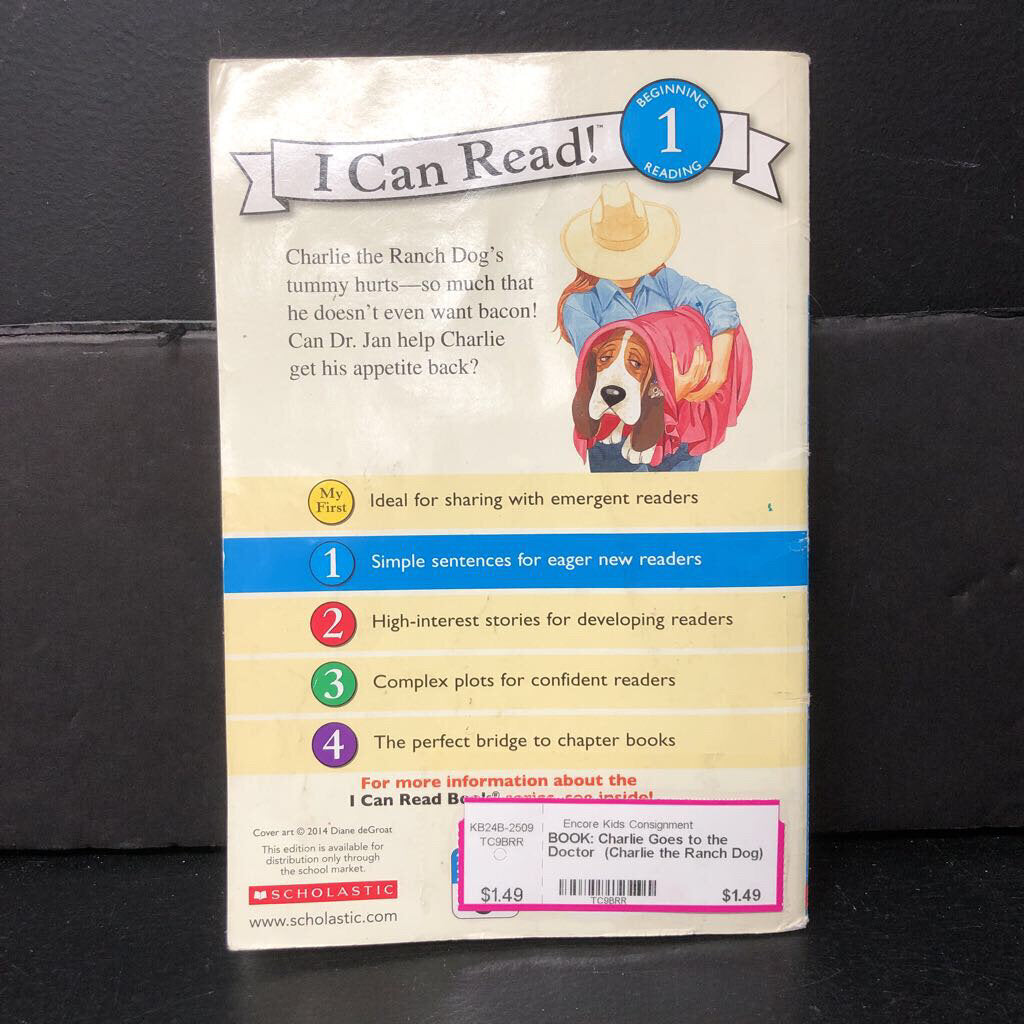 I Can Read!™
BEGINNING
1
READING
Charlie the Ranch Dog's
tummy hurts—so much that
he doesn't even want bacon!
Can Dr. Jan help Charlie
get his appetite back?
My
First
Ideal for sharing with emergent readers
1 Simple sentences for eager new readers
2 High-interest stories for developing readers
3 Complex plots for confident readers
4 The perfect bridge to chapter books
For more information about the
I Can Read
Cover art © 2014 Diane deGroat
This edition is available for
distribution only through
the school market.
SCHOLASTIC
www.scholastic.com
KB24B-2509
TC9BRR
$1.49
Encore Kids Consignment
BOOK: Charlie Goes to the
Doctor (Charlie the Ranch Dog)
TC9BRR
$1.49